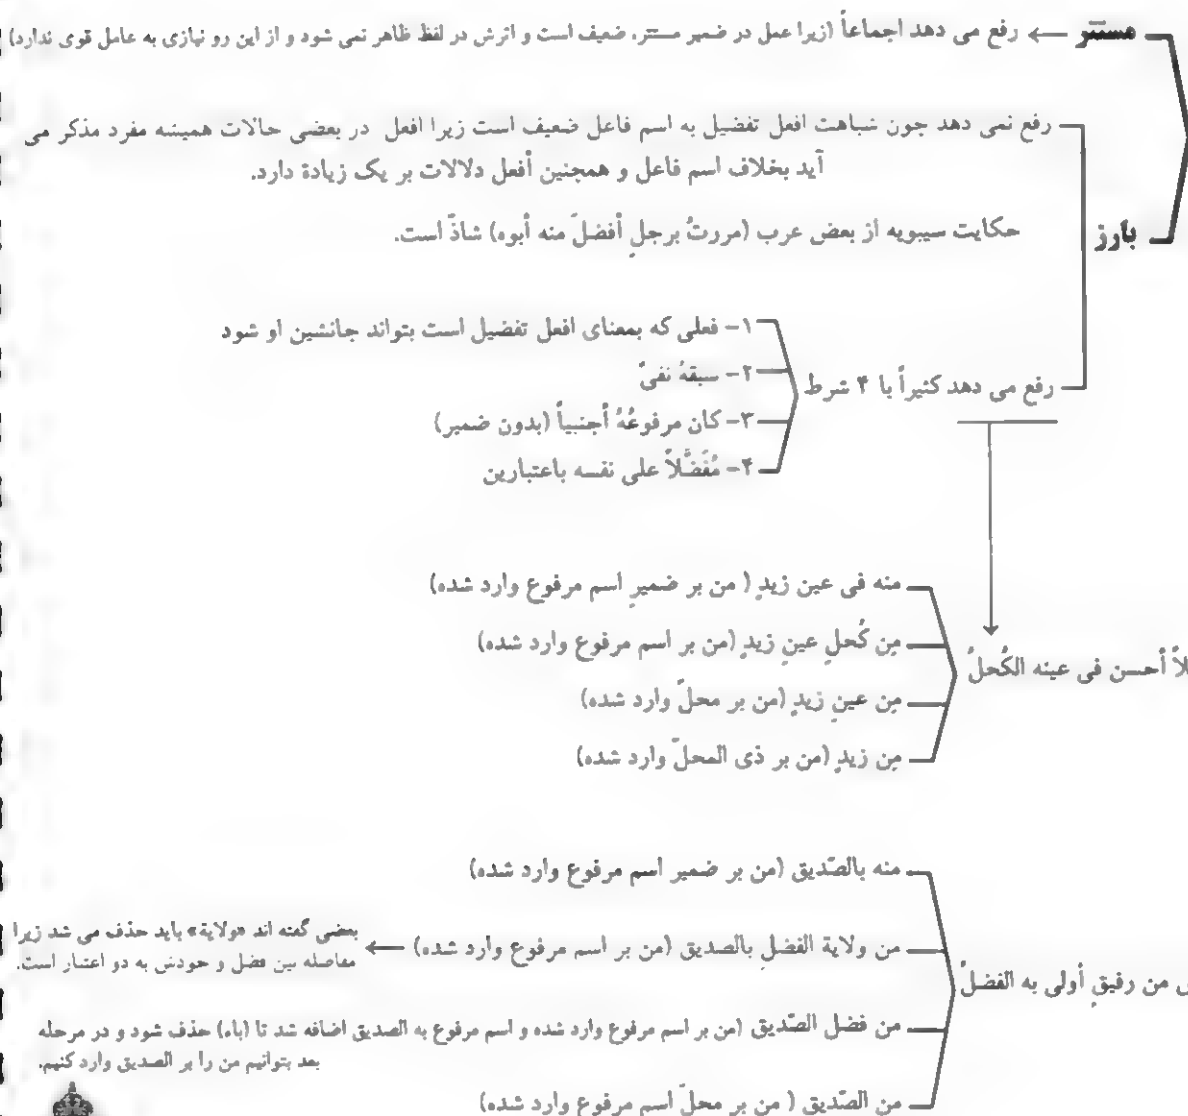 مستتر ← رفع می دهد اجماعاً (زیرا عمل در ضمیر مستتر، ضعیف است و اثرش در لفظ ظاهر نمی شود و از این رو نیازی به عامل قوی ندارد)
رفع نمی دهد چون شباهت افعل تفضیل به اسم فاعل ضعیف است زیرا افعل در بعضی حالات همیشه مفرد مذکر می
آید بخلاف اسم فاعل و همچنین أفعل دلالات بر یک زیادة دارد.
بارز
حکایت سیبویه از بعض عرب (مررتُ برجلٍ أفضلَ منه أبوه) شاذّ است.
رفع می دهد کثیراً با ۴ شرط
۱- فعلی که بمعنای افعل تفضیل است بتواند جانشین او شود
۲- سبقهُ نفیٌ
۳- کان مرفوعُهُ أجنبیاً (بدون ضمیر)
۴- مُفَضَّلاً علی نفسه باعتبارین
لاً أحسن فی عینه الکُحلُ
منه فی عین زیدٍ ( من بر ضمیرِ اسم مرفوع وارد شده)
مِن کُحلِ عینِ زیدٍ (من بر اسم مرفوع وارد شده)
مِن عینِ زیدٍ (من بر محلّ وارد شده)
مِن زیدٍ (من بر ذی المحلّ وارد شده)
من رفیقٍ أولی به الفضلُ
منه بالصّدیق (من بر ضمیر اسم مرفوع وارد شده)
من ولایة الفضلِ بالصدیق (من بر اسم مرفوع وارد شده) ← بعضی گفته اند «ولایة» باید حذف می شد زیرا
مفاصله بین فضل و خودش به دو اعتبار است.
من فضل الصّدیق (من بر اسم مرفوع وارد شده و اسم مرفوع به الصدیق اضافه شد تا (باء) حذف شود و در مرحله
بعد بتوانیم من را بر الصدیق وارد کنیم.
من الصّدیق ( من بر محلّ اسم مرفوع وارد شده)